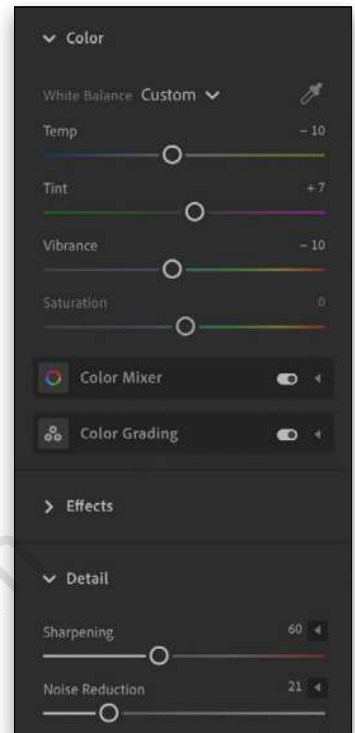 Color
White Balance Custom
Temp − 10
Tint + 7
Vibrance − 10
Saturation 0
Color Mixer
Color Grading
Effects
Detail
Sharpening 60
Noise Reduction 21